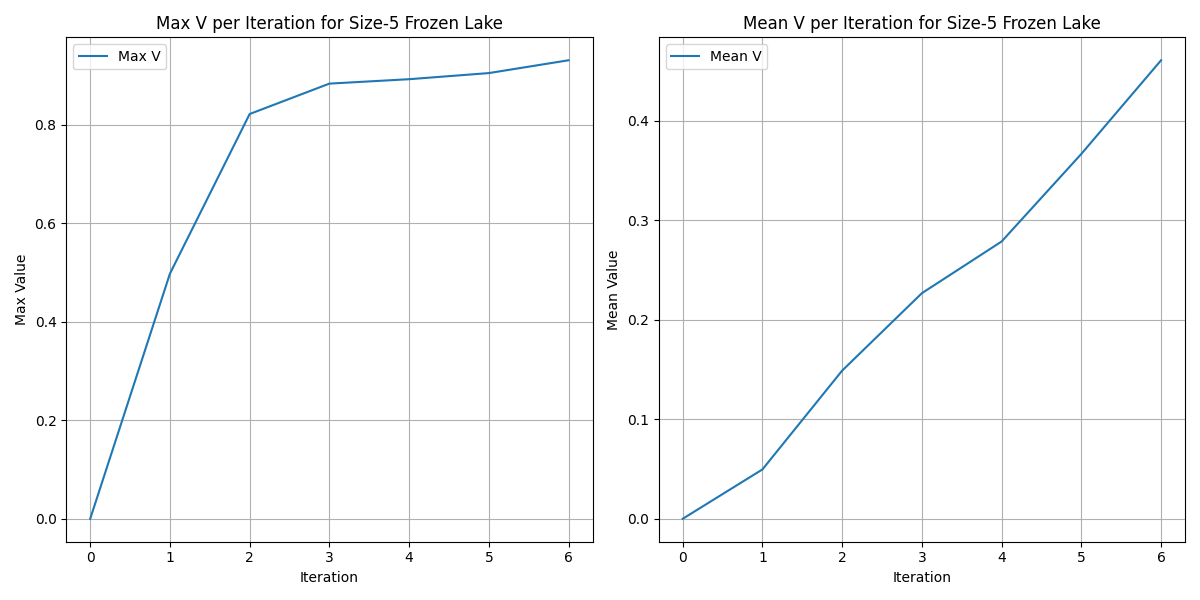 Max V per Iteration for Size-5 Frozen Lake
Max V
Max Value
0.8
0.6
0.4
0.2
0.0
0 1 2 3 4 5 6
Iteration
Mean V per Iteration for Size-5 Frozen Lake
Mean V
Mean Value
0.4
0.3
0.2
0.1
0.0
0 1 2 3 4 5 6
Iteration